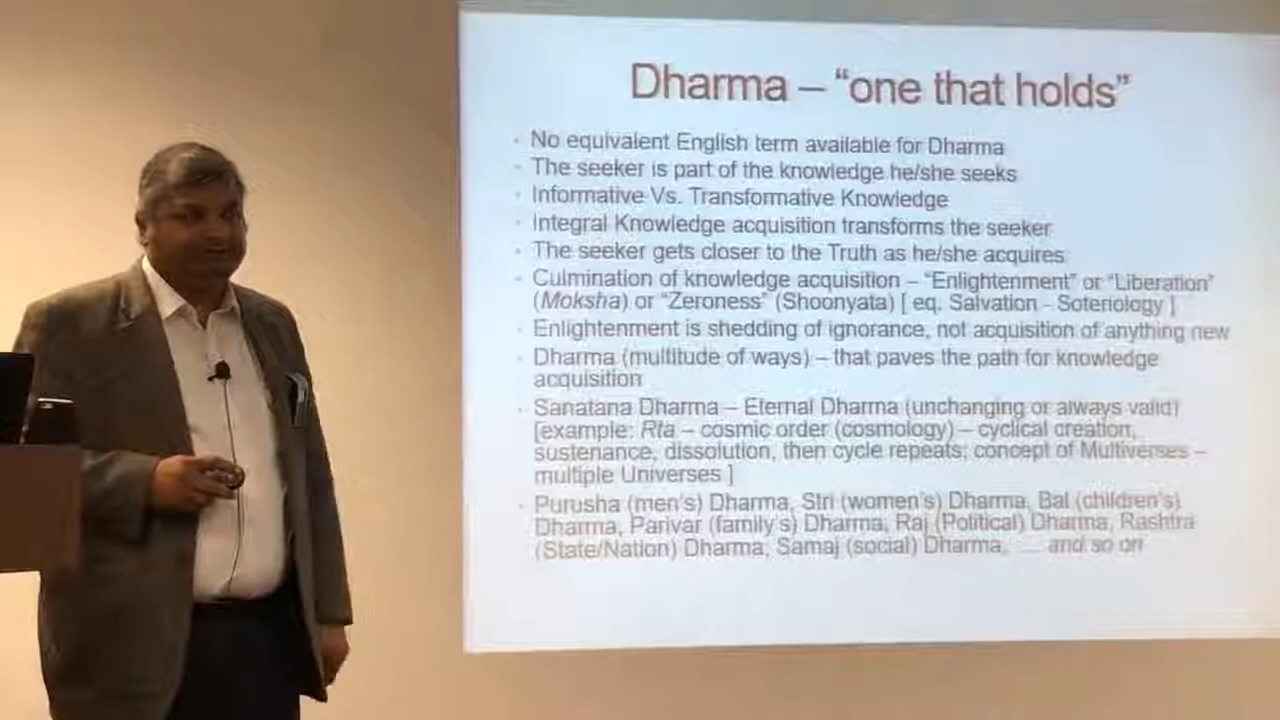 Dharma – “one that holds”
No equivalent English term available for Dharma
The seeker is part of the knowledge he/she seeks
Informative Vs. Transformative Knowledge
Integral Knowledge acquisition transforms the seeker
The seeker gets closer to the Truth as he/she acquires
Culmination of knowledge acquisition – “Enlightenment” or “Liberation”
(Moksha) or “Zeroness” (Shoonyata) [ eq. Salvation - Soteriology ]
Enlightenment is shedding of ignorance, not acquisition of anything new
Dharma (multitude of ways) – that paves the path for knowledge
acquisition
Sanatana Dharma – Eternal Dharma (unchanging or always valid)
[example: Rta – cosmic order (cosmology) – cyclical creation,
sustenance, dissolution, then cycle repeats; concept of Multiverses –
multiple Universes ]
Purusha (men's) Dharma, Stri (women's) Dharma, Bal (children's)
Dharma, Parivar (family's) Dharma, Raj (Political) Dharma, Rashtra
(State/Nation) Dharma, Samaj (social) Dharma, ... and so on